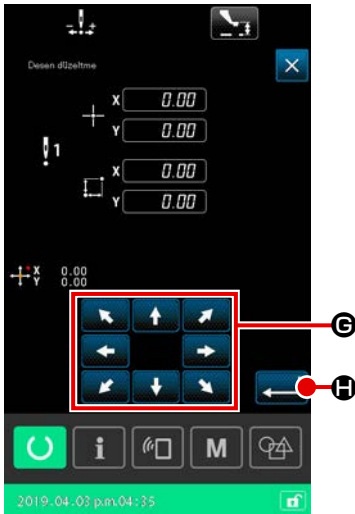 Desen düzeltme
X 0.00
Y 0.00
1
X 0.00
Y 0.00
X 0.00
Y 0.00
G
H
i M
2019.04.03 p.m.04:35